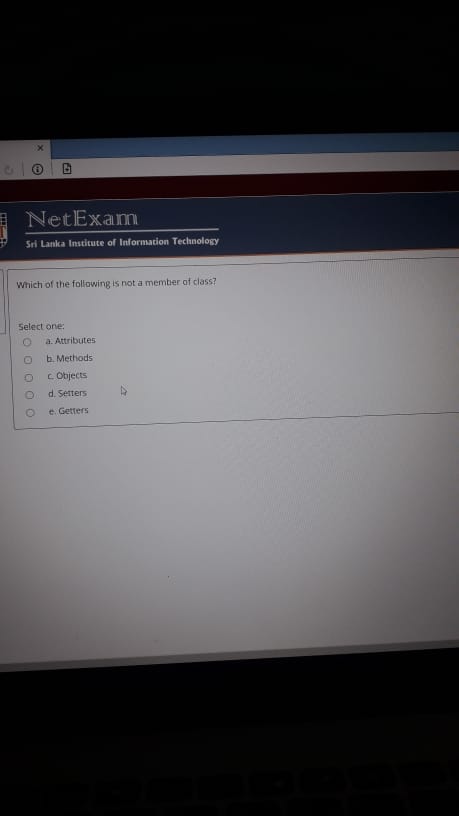 NetExam
Sri Lanka Institute of Information Technology
Which of the following is not a member of class?
Select one:
a. Attributes
b. Methods
c. Objects
d. Setters
e. Getters